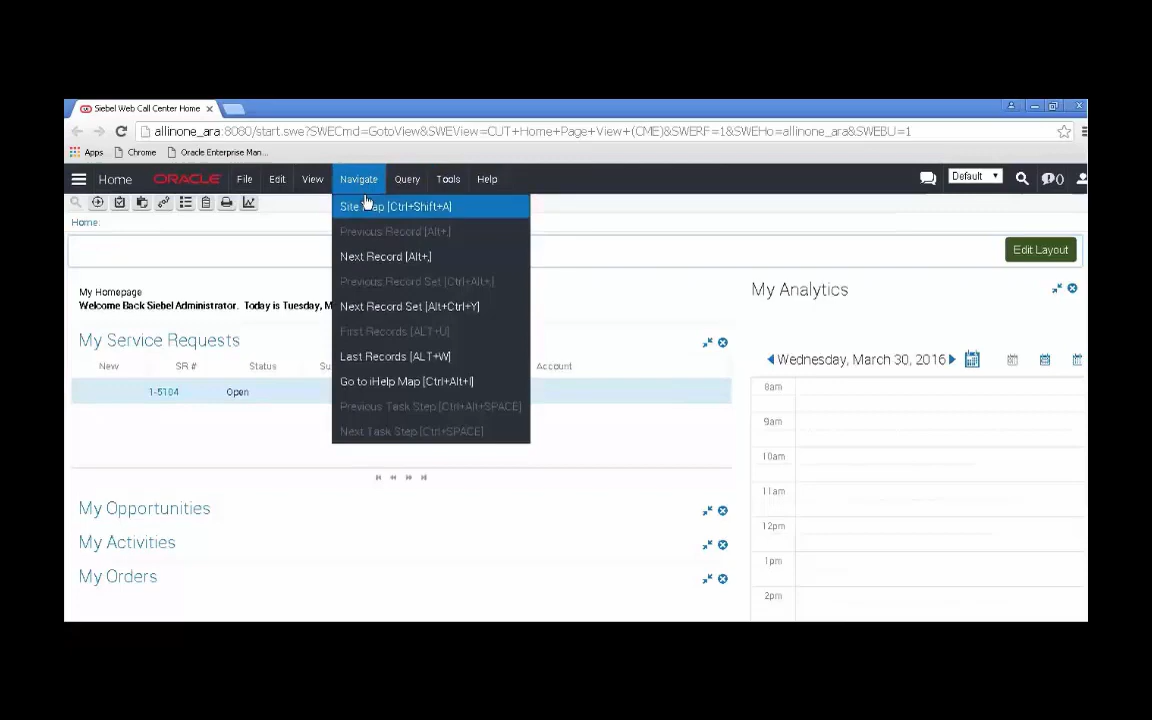 Siebel Web Call Center Home
allinone_ara:8080/start.swe?SWECmd=GotoView&SWEView=CUT+Home+Page+View+(CME)&SWERF=1&SWEHo=allinone_ara&SWEBU=1
Apps Chrome Oracle Enterprise Man...
Home ORACLE File Edit View Navigate Query Tools Help Default 0
Site Map [Ctrl+Shift+A]
Previous Record [Alt+,]
Next Record [Alt+;]
Previous Record Set [Ctrl+Alt+,]
Next Record Set [Alt+Ctrl+Y]
First Records [ALT+U]
Last Records [ALT+W]
Go to iHelp Map [Ctrl+Alt+I]
Previous Task Step [Ctrl+Alt+SPACE]
Next Task Step [Ctrl+SPACE]
Home:
Edit Layout
My Homepage
Welcome Back Siebel Administrator. Today is Tuesday,
My Service Requests
New SR # Status Account
1-5104 Open
My Opportunities
My Activities
My Orders
My Analytics
Wednesday, March 30, 2016
8am
9am
10am
11am
12pm
1pm
2pm